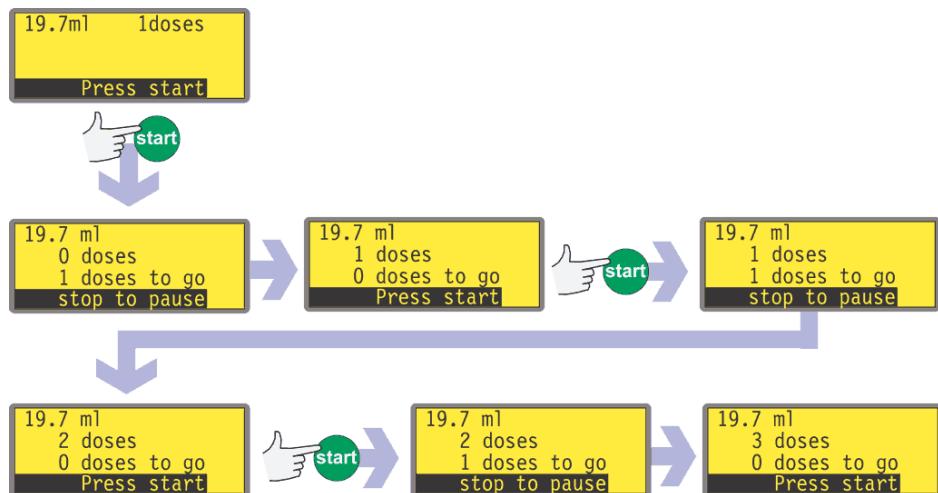 19.7ml 1doses
Press start
start
19.7 ml
0 doses
1 doses to go
stop to pause
19.7 ml
1 doses
0 doses to go
Press start
start
19.7 ml
1 doses
1 doses to go
stop to pause
19.7 ml
2 doses
0 doses to go
Press start
start
19.7 ml
2 doses
1 doses to go
stop to pause
19.7 ml
3 doses
0 doses to go
Press start